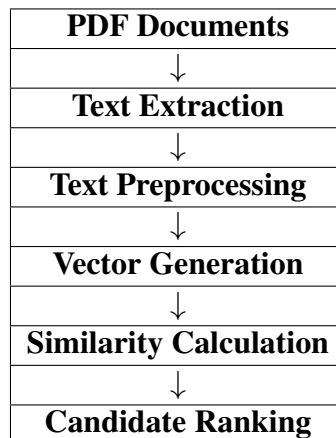 PDF Documents
↓
Text Extraction
↓
Text Preprocessing
↓
Vector Generation
↓
Similarity Calculation
↓
Candidate Ranking